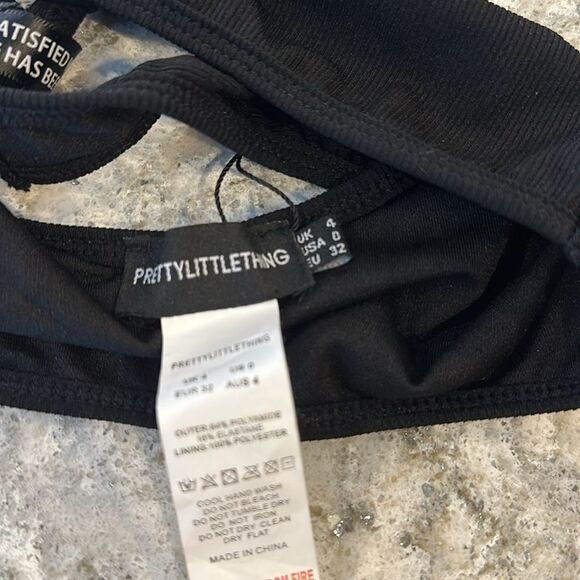 ATISFIED
HAS BE
PRETTYLITTLETHING
UK 4
USA 0
EU 32
PRETTYLITTLETHING
UK 4 US 0
EUR 32 AUS 4
OUTER 84% POLYAMIDE
16% ELASTANE
LINING 100% POLYESTER
COOL HAND WASH
DO NOT BLEACH
DO NOT TUMBLE DRY
DO NOT IRON
DO NOT DRY CLEAN
DRY FLAT
MADE IN CHINA
FIRE